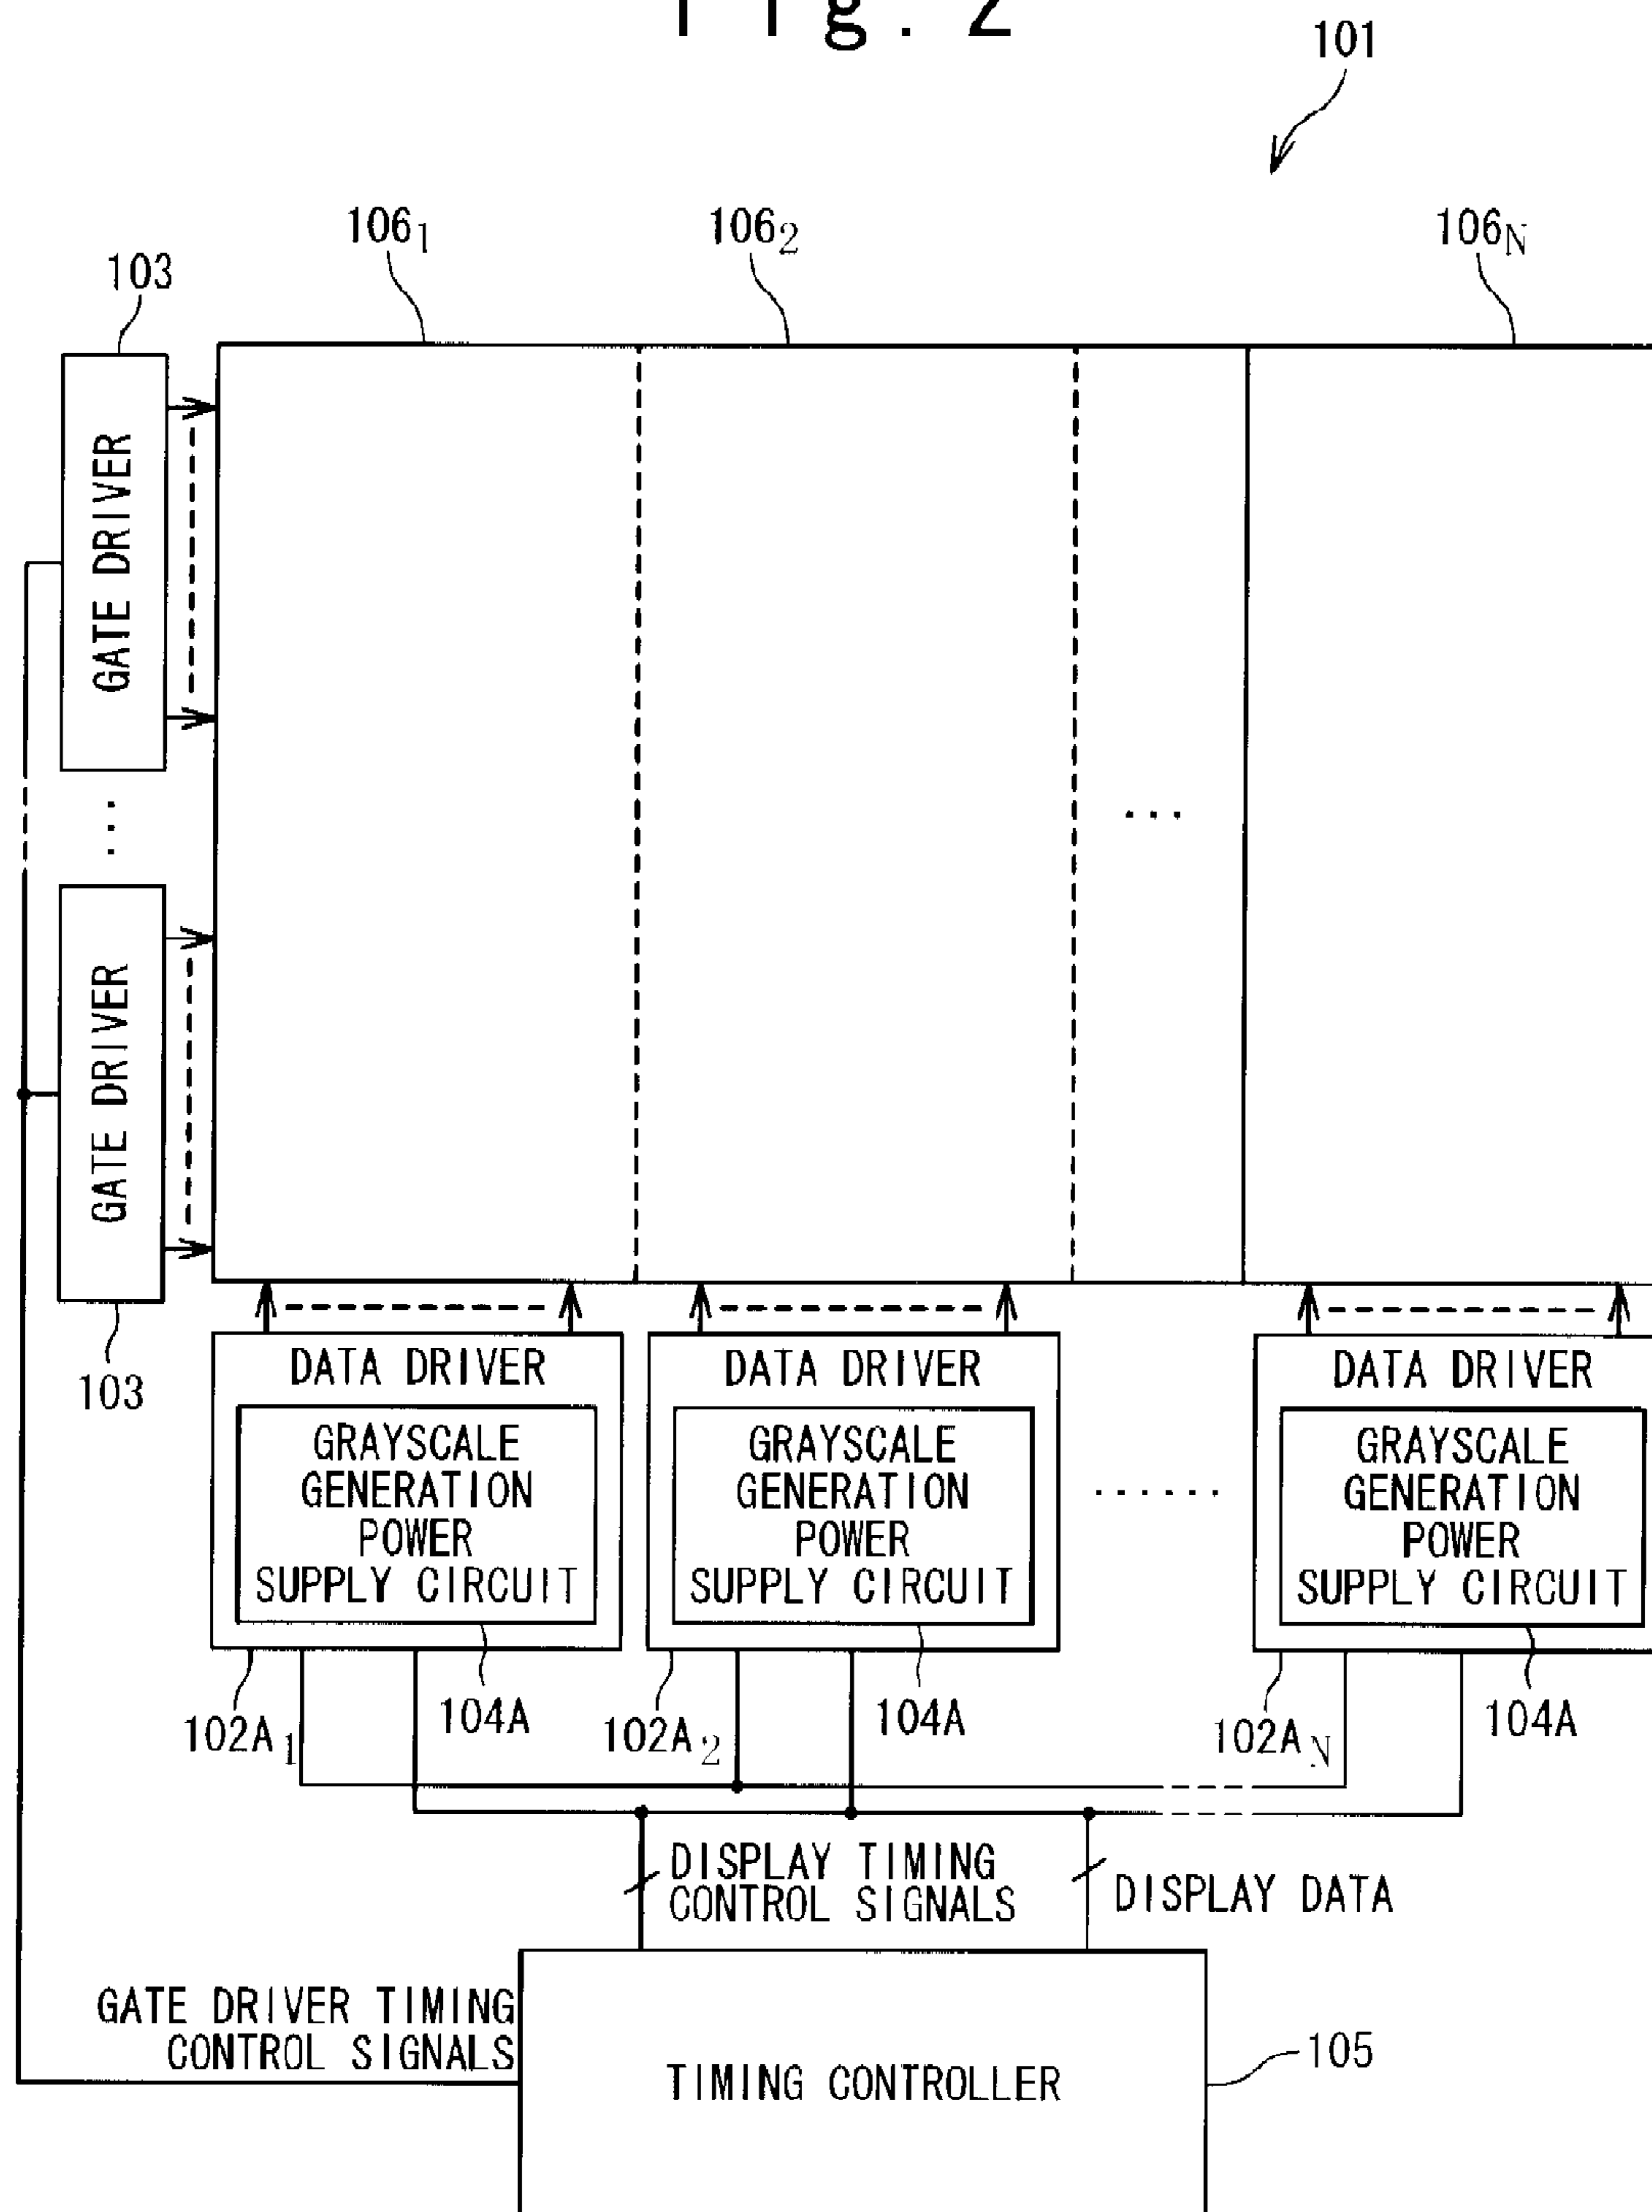 Fig. 2
101
106₁
106₂
106N
103
GATE DRIVER
...
...
GATE DRIVER
103
DATA DRIVER
GRAYSCALE
GENERATION
POWER
SUPPLY CIRCUIT
DATA DRIVER
GRAYSCALE
GENERATION
POWER
SUPPLY CIRCUIT
......
DATA DRIVER
GRAYSCALE
GENERATION
POWER
SUPPLY CIRCUIT
102A₁
104A
102A₂
104A
102AN
104A
DISPLAY TIMING
CONTROL SIGNALS
DISPLAY DATA
GATE DRIVER TIMING
CONTROL SIGNALS
TIMING CONTROLLER
105